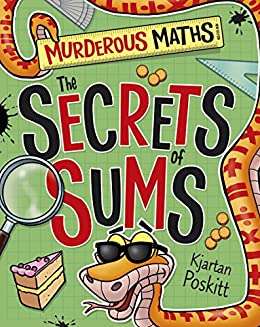 MURDEROUS MATHS
The
SECRETS
of
SUMS
Kjartan
Poskitt